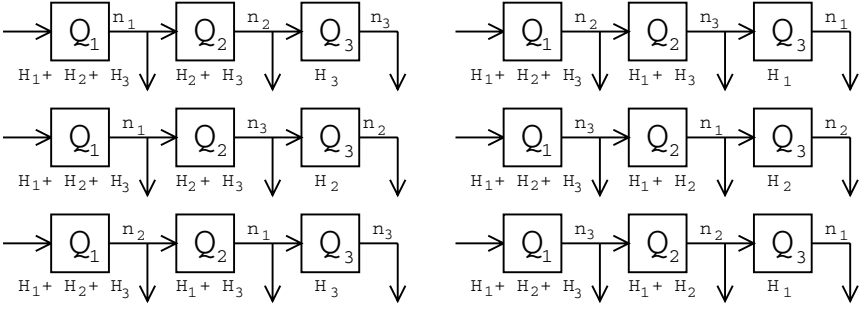 Q₁ n₁ Q₂ n₂ Q₃ n₃
H₁+ H₂+ H₃ H₂+ H₃ H₃
Q₁ n₂ Q₂ n₃ Q₃ n₁
H₁+ H₂+ H₃ H₁+ H₃ H₁
Q₁ n₁ Q₂ n₃ Q₃ n₂
H₁+ H₂+ H₃ H₂+ H₃ H₂
Q₁ n₃ Q₂ n₁ Q₃ n₂
H₁+ H₂+ H₃ H₁+ H₂ H₂
Q₁ n₂ Q₂ n₁ Q₃ n₃
H₁+ H₂+ H₃ H₁+ H₃ H₃
Q₁ n₃ Q₂ n₂ Q₃ n₁
H₁+ H₂+ H₃ H₁+ H₂ H₁